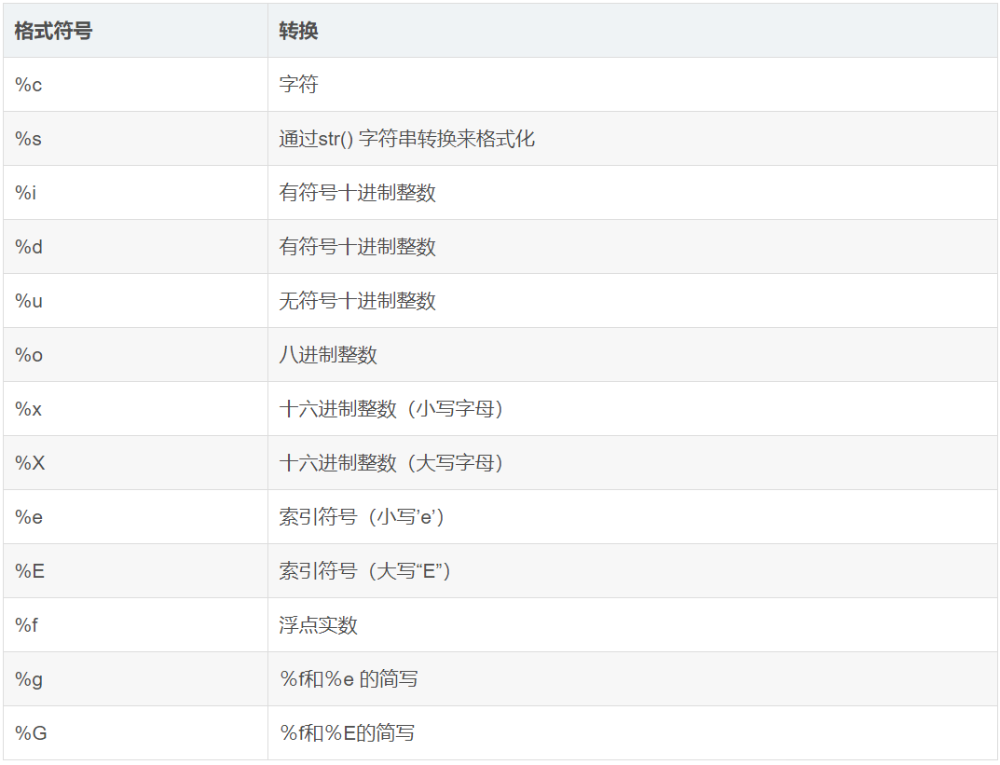 格式符号 转换
%c 字符
%s 通过str() 字符串转换来格式化
%i 有符号十进制整数
%d 有符号十进制整数
%u 无符号十进制整数
%o 八进制整数
%x 十六进制整数（小写字母）
%X 十六进制整数（大写字母）
%e 索引符号（小写’e’）
%E 索引符号（大写“E”）
%f 浮点实数
%g %f和%e 的简写
%G %f和%E的简写